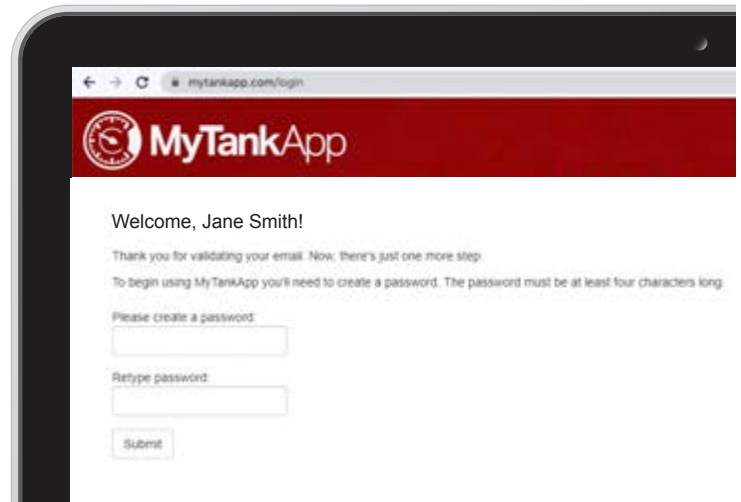 mytankapp.com/login
MyTankApp
Welcome, Jane Smith!
Thank you for validating your email. Now, there's just one more step:
To begin using MyTankApp you'll need to create a password. The password must be at least four characters long.
Please create a password:
Retype password:
Submit